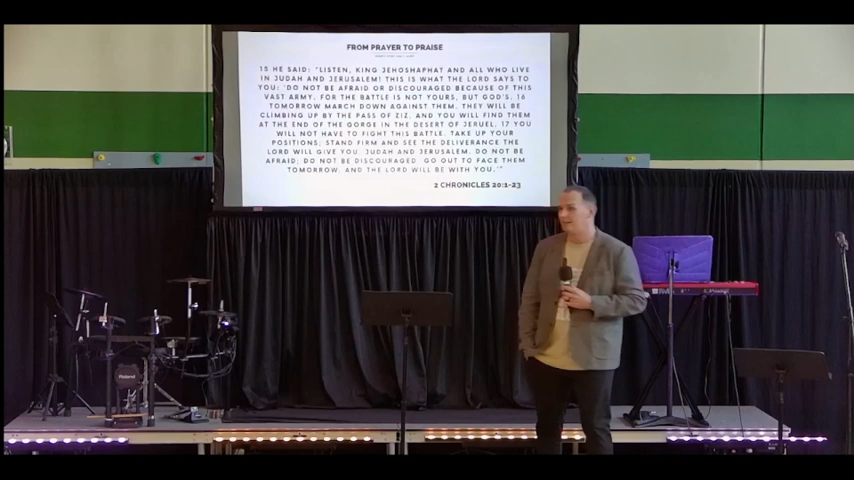 FROM PRAYER TO PRAISE
15 HE SAID: "LISTEN, KING JEHOSHAPHAT AND ALL WHO LIVE
IN JUDAH AND JERUSALEM! THIS IS WHAT THE LORD SAYS TO
YOU: 'DO NOT BE AFRAID OR DISCOURAGED BECAUSE OF THIS
VAST ARMY. FOR THE BATTLE IS NOT YOURS, BUT GOD'S. 16
TOMORROW MARCH DOWN AGAINST THEM. THEY WILL BE
CLIMBING UP BY THE PASS OF ZIZ, AND YOU WILL FIND THEM
AT THE END OF THE GORGE IN THE DESERT OF JERUEL. 17 YOU
WILL NOT HAVE TO FIGHT THIS BATTLE. TAKE UP YOUR
POSITIONS; STAND FIRM AND SEE THE DELIVERANCE THE
LORD WILL GIVE YOU, JUDAH AND JERUSALEM. DO NOT BE
AFRAID; DO NOT BE DISCOURAGED. GO OUT TO FACE THEM
TOMORROW, AND THE LORD WILL BE WITH YOU.'"
2 CHRONICLES 20:1-23
Roland